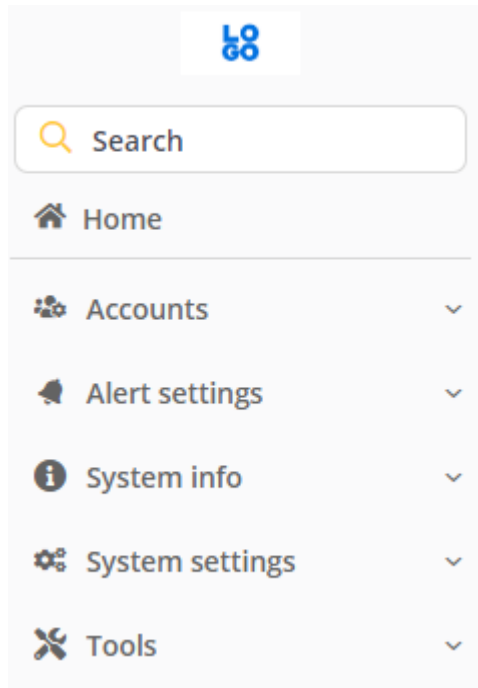 LO
GO
Search
Home
Accounts
Alert settings
System info
System settings
Tools